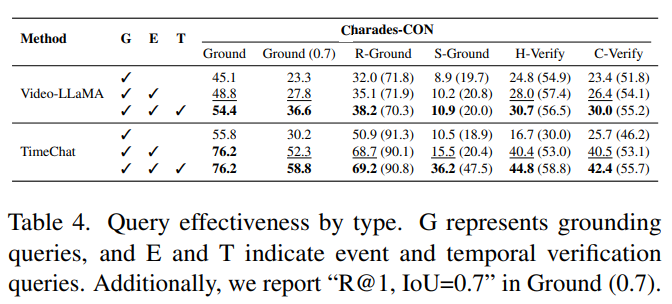 Charades-CON
Method G E T
Ground Ground (0.7) R-Ground S-Ground H-Verify C-Verify
✓ 45.1 23.3 32.0 (71.8) 8.9 (19.7) 24.8 (54.9) 23.4 (51.8)
Video-LLaMA ✓ ✓ 48.8 27.8 35.1 (71.9) 10.2 (20.8) 28.0 (57.4) 26.4 (54.1)
✓ ✓ ✓ 54.4 36.6 38.2 (70.3) 10.9 (20.0) 30.7 (56.5) 30.0 (55.2)
✓ 55.8 30.2 50.9 (91.3) 10.5 (18.9) 16.7 (30.0) 25.7 (46.2)
TimeChat ✓ ✓ 76.2 52.3 68.7 (90.1) 15.5 (20.4) 40.4 (53.0) 40.5 (53.1)
✓ ✓ ✓ 76.2 58.8 69.2 (90.8) 36.2 (47.5) 44.8 (58.8) 42.4 (55.7)
Table 4. Query effectiveness by type. G represents grounding
queries, and E and T indicate event and temporal verification
queries. Additionally, we report “R@1, IoU=0.7” in Ground (0.7).